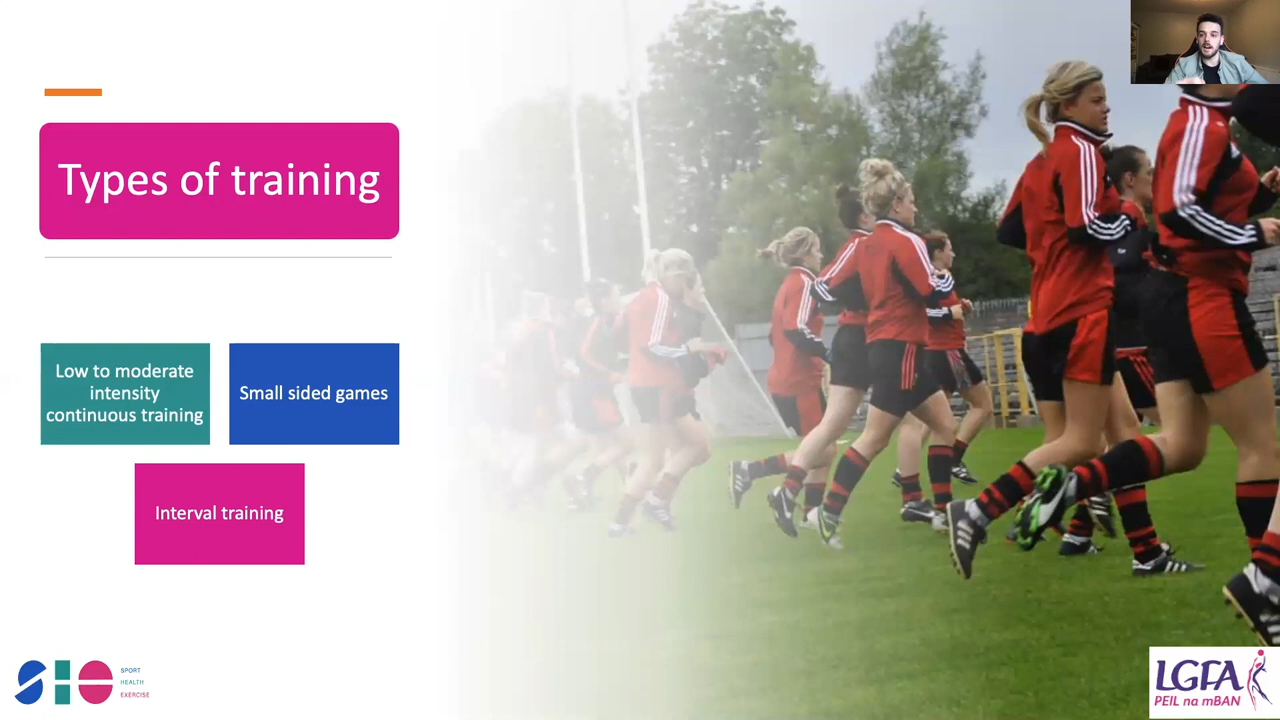 Types of training
Low to moderate
intensity
continuous training
Small sided games
Interval training
SPORT
HEALTH
EXERCISE
LGFA
PEIL na mBAN